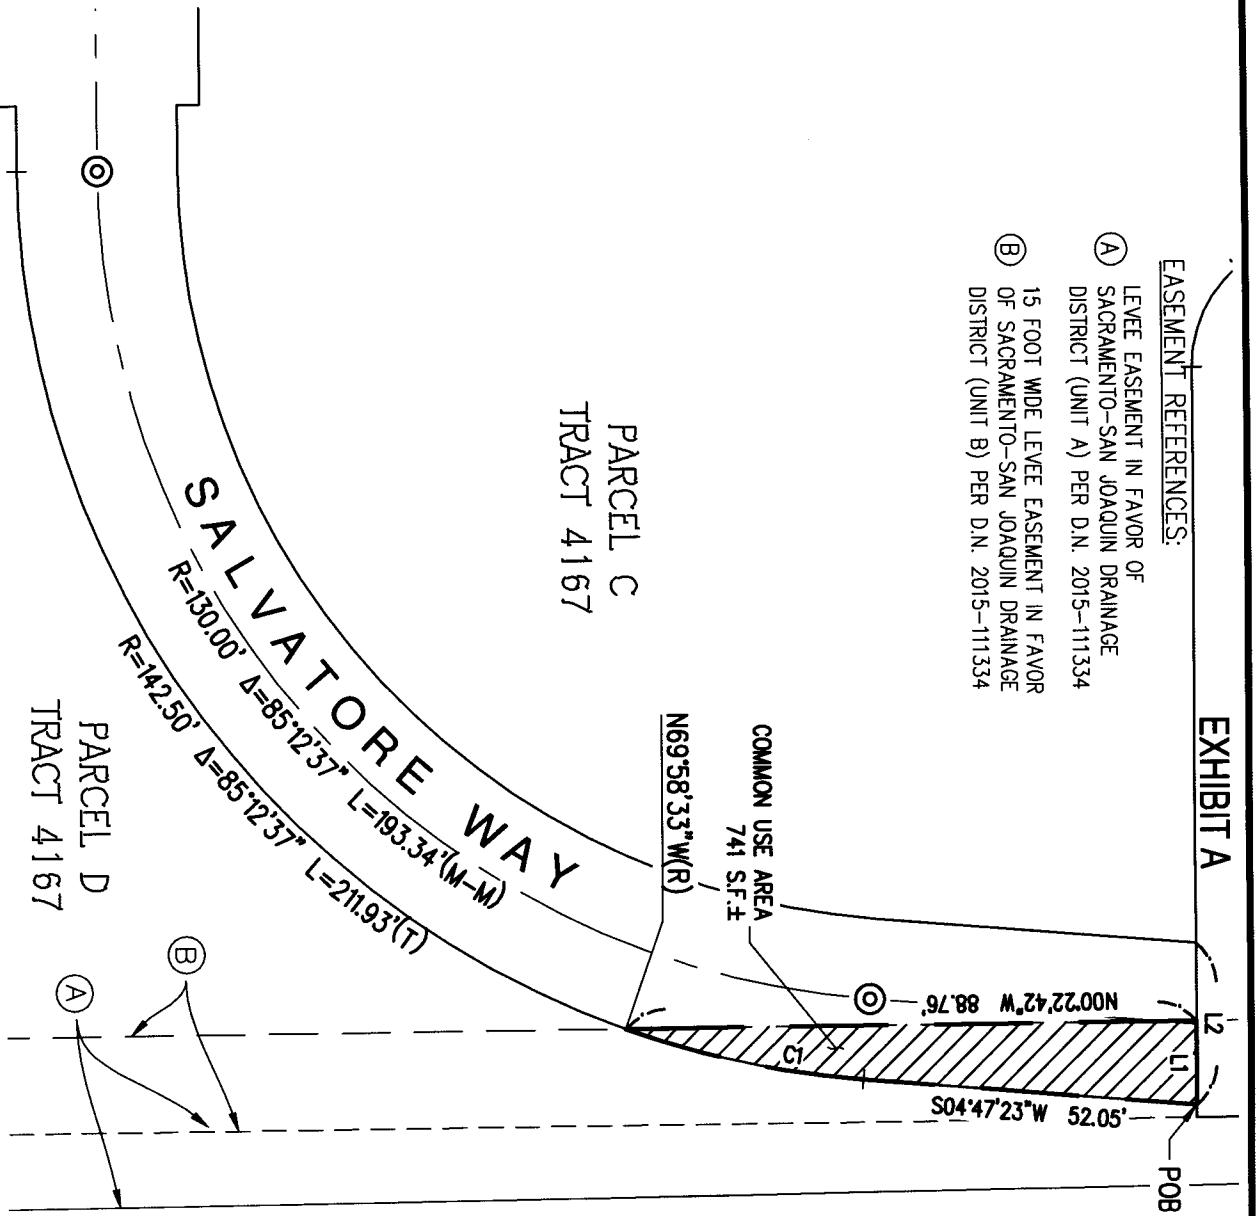 EXHIBIT A
EASEMENT REFERENCES:
A
LEVEE EASEMENT IN FAVOR OF
SACRAMENTO-SAN JOAQUIN DRAINAGE
DISTRICT (UNIT A) PER D.N. 2015-111334
B
15 FOOT WIDE LEVEE EASEMENT IN FAVOR
OF SACRAMENTO-SAN JOAQUIN DRAINAGE
DISTRICT (UNIT B) PER D.N. 2015-111334
PARCEL C
TRACT 4167
COMMON USE AREA
741 S.F.±
N69°58'33"W(R)
N00°22'42"W 88.76'
L2
L1
C1
S04°47'23"W 52.05'
POB
SALVATORE WAY
R=130.00' Δ=85°12'37" L=193.34'(M-M)
R=142.50' Δ=85°12'37" L=211.93'(T)
PARCEL D
TRACT 4167
B
A